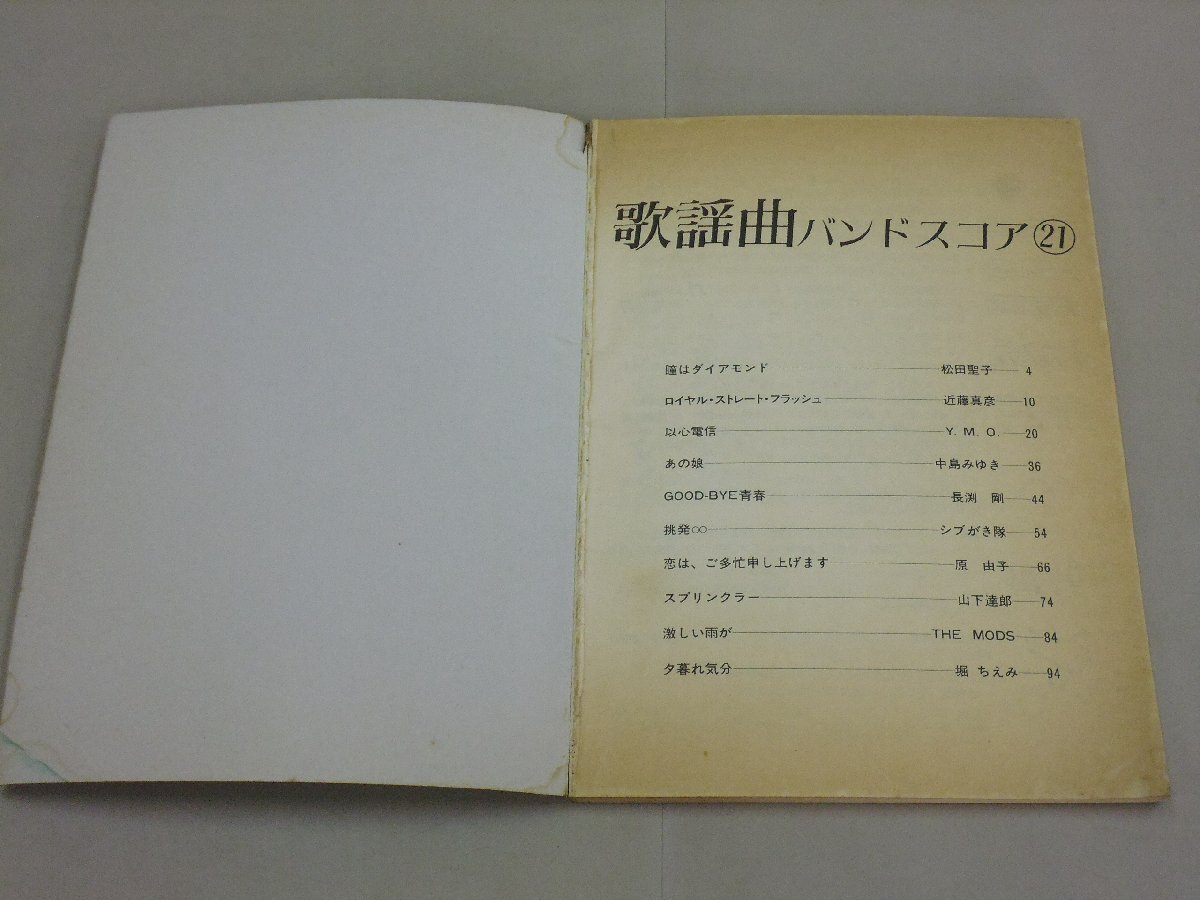 歌謡曲バンドスコア㉑
瞳はダイアモンド 松田聖子 4
ロイヤル・ストレート・フラッシュ 近藤真彦 10
以心電信 Y. M. O. 20
あの娘 中島みゆき 36
GOOD-BYE青春 長渕 剛 44
挑発∞ シブがき隊 54
恋は、ご多忙申し上げます 原 由子 66
スプリンクラー 山下達郎 74
激しい雨が THE MODS 84
夕暮れ気分 堀 ちえみ 94